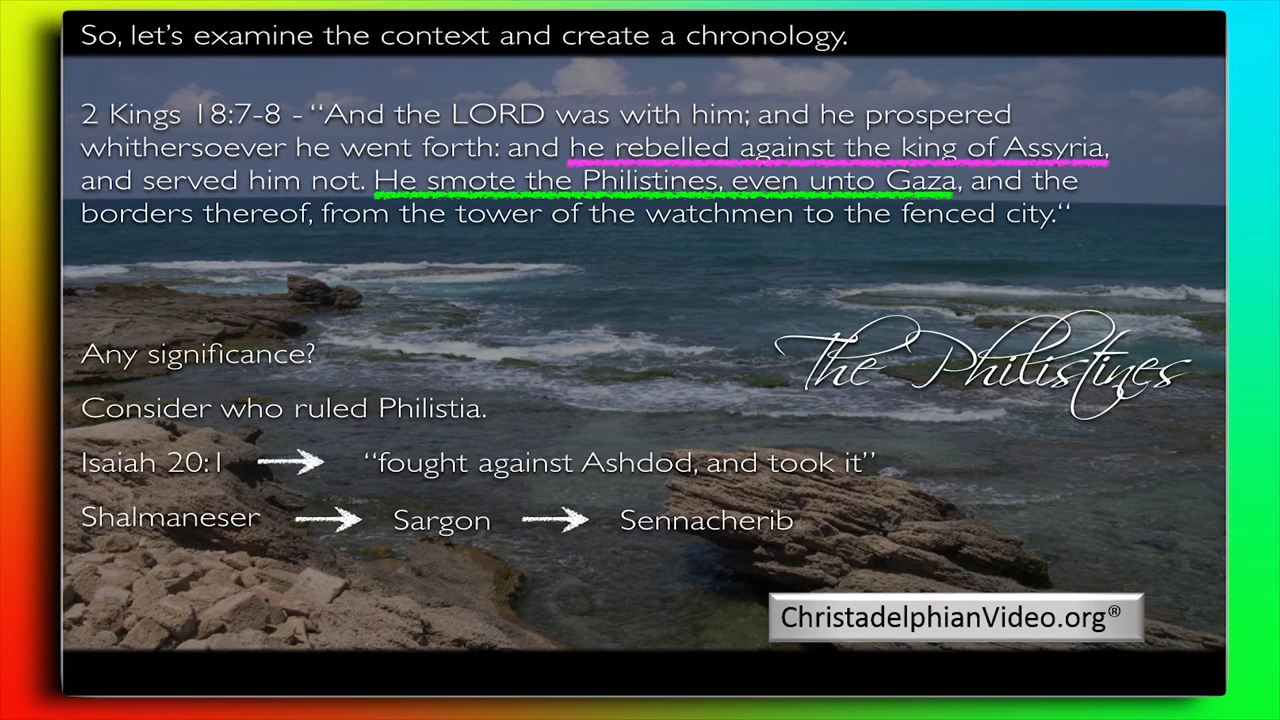 So, let's examine the context and create a chronology.
2 Kings 18:7-8 - “And the LORD was with him; and he prospered
whithersoever he went forth: and he rebelled against the king of Assyria,
and served him not. He smote the Philistines, even unto Gaza, and the
borders thereof, from the tower of the watchmen to the fenced city.“
Any significance?
The Philistines
Consider who ruled Philistia.
Isaiah 20:1 → “fought against Ashdod, and took it”
Shalmaneser → Sargon → Sennacherib
ChristadelphianVideo.org®